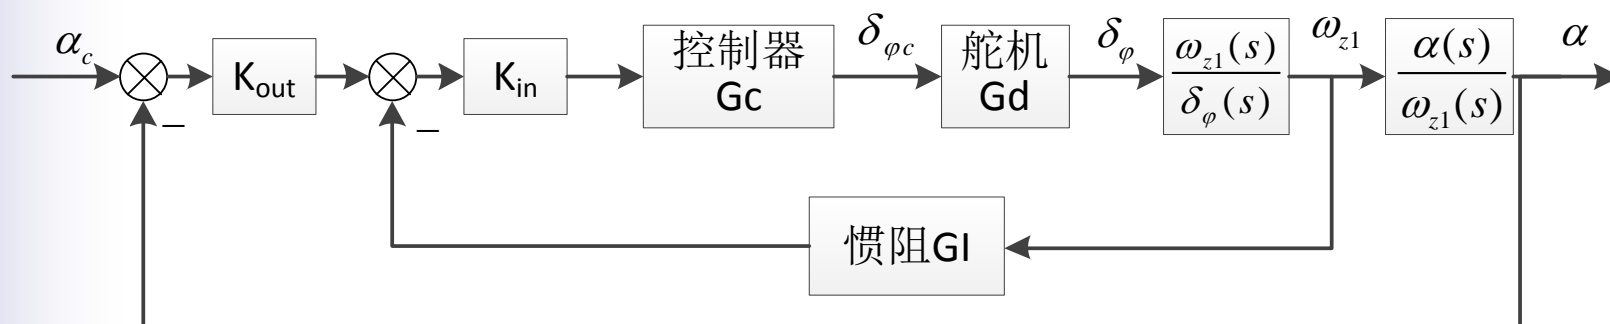 α_c
−
K_out
−
K_in
控制器
Gc
δ_φc
舵机
Gd
δ_φ
ω_z1(s)
δ_φ(s)
ω_z1
α(s)
ω_z1(s)
α
惯阻GI